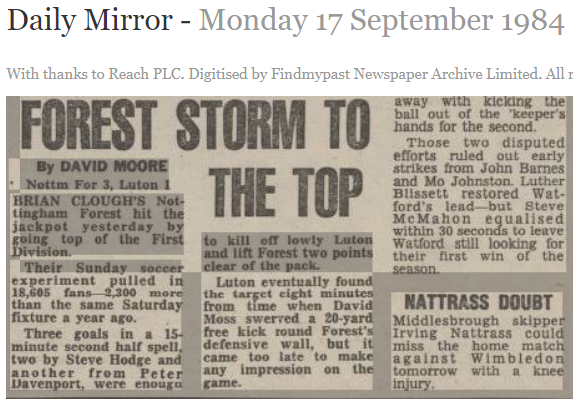 Daily Mirror - Monday 17 September 1984
With thanks to Reach PLC. Digitised by Findmypast Newspaper Archive Limited. All r
FOREST STORM TO
THE TOP
By DAVID MOORE
Nottm For 3, Luton 1
BRIAN CLOUGH'S Not-
tingham Forest hit the
jackpot yesterday by
going top of the First
Division.
Their Sunday soccer
experiment pulled in
18,605 fans—2,300 more
than the same Saturday
fixture a year ago.
Three goals in a 15-
minute second half spell,
two by Steve Hodge and
another from Peter
Davenport, were enough
to kill off lowly Luton
and lift Forest two points
clear of the pack.
Luton eventually found
the target eight minutes
from time when David
Moss swerved a 20-yard
free kick round Forest's
defensive wall, but it
came too late to make
any impression on the
game.
away with kicking the
ball out of the 'keeper's
hands for the second.
Those two disputed
efforts ruled out early
strikes from John Barnes
and Mo Johnston. Luther
Blissett restored Wat-
ford's lead—but Steve
McMahon equalised
within 30 seconds to leave
Watford still looking for
their first win of the
season.
NATTRASS DOUBT
Middlesbrough skipper
Irving Nattrass could
miss the home match
against Wimbledon
tomorrow with a knee
injury.